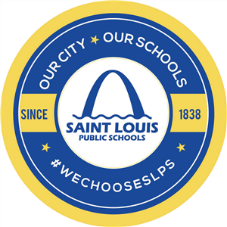 OUR CITY ★ OUR SCHOOLS
SINCE
1838
SAINT LOUIS
PUBLIC SCHOOLS
#WECHOOSESLPS